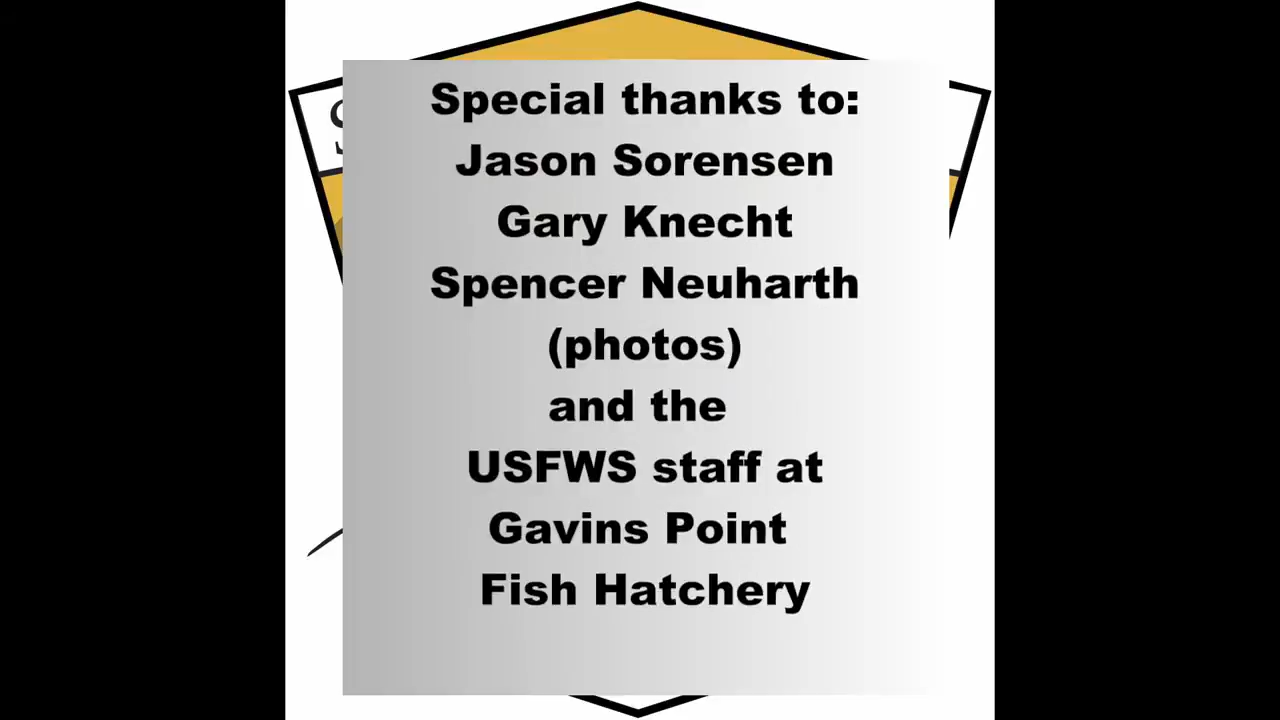 Special thanks to:
Jason Sorensen
Gary Knecht
Spencer Neuharth
(photos)
and the
USFWS staff at
Gavins Point
Fish Hatchery